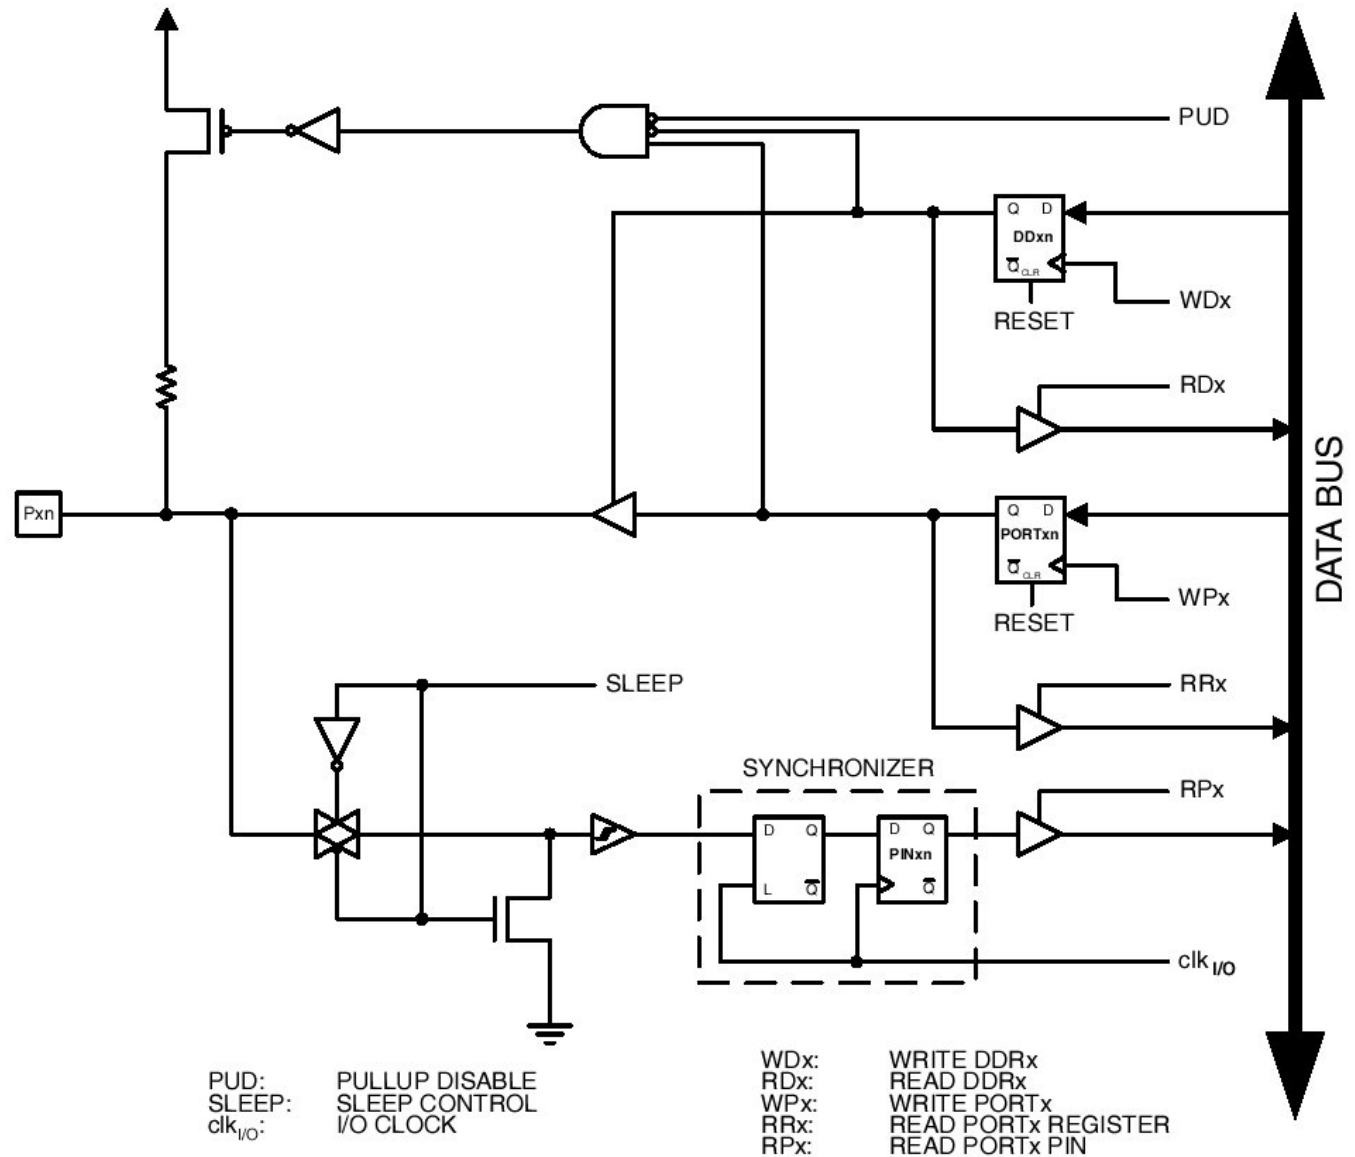 PUD
Q D
DDxn
Q CLR
WDx
RESET
RDx
Pxn
Q D
PORTxn
Q CLR
WPx
RESET
DATA BUS
SLEEP
RRx
SYNCHRONIZER
RPx
D Q
L Q
D Q
PINxn
Q
clk I/O
PUD: PULLUP DISABLE
SLEEP: SLEEP CONTROL
clkI/O: I/O CLOCK
WDx: WRITE DDRx
RDx: READ DDRx
WPx: WRITE PORTx
RRx: READ PORTx REGISTER
RPx: READ PORTx PIN